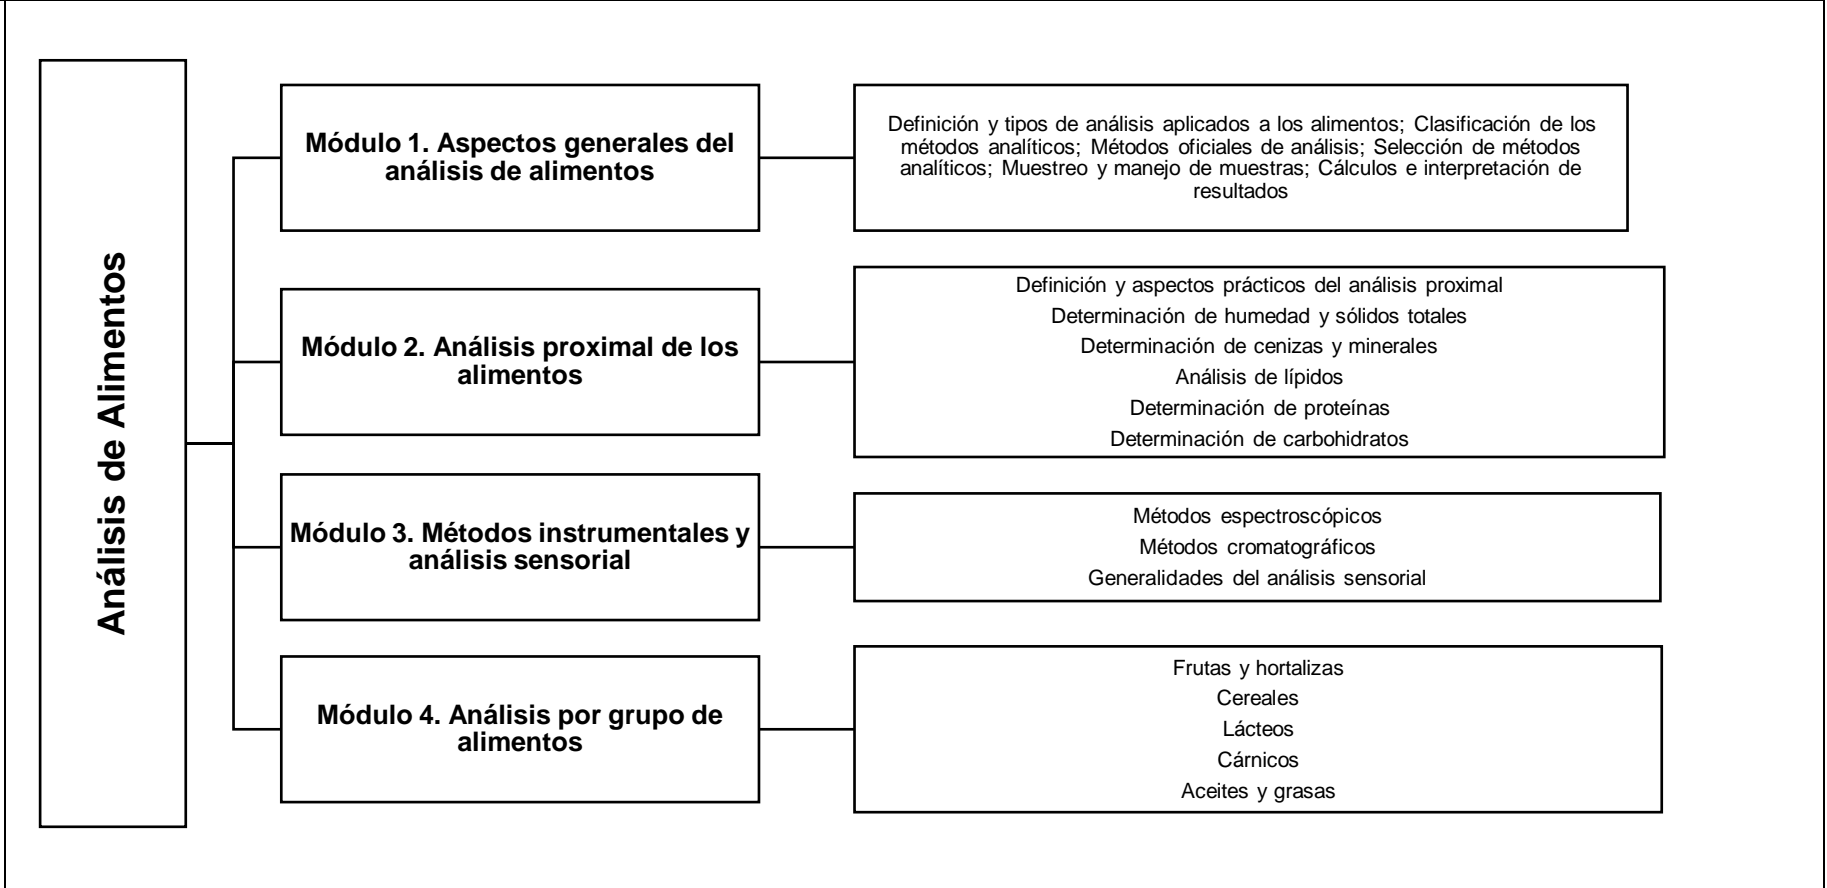 Análisis de Alimentos
Módulo 1. Aspectos generales del
análisis de alimentos
Definición y tipos de análisis aplicados a los alimentos; Clasificación de los
métodos analíticos; Métodos oficiales de análisis; Selección de métodos
analíticos; Muestreo y manejo de muestras; Cálculos e interpretación de
resultados
Módulo 2. Análisis proximal de los
alimentos
Definición y aspectos prácticos del análisis proximal
Determinación de humedad y sólidos totales
Determinación de cenizas y minerales
Análisis de lípidos
Determinación de proteínas
Determinación de carbohidratos
Módulo 3. Métodos instrumentales y
análisis sensorial
Métodos espectroscópicos
Métodos cromatográficos
Generalidades del análisis sensorial
Módulo 4. Análisis por grupo de
alimentos
Frutas y hortalizas
Cereales
Lácteos
Cárnicos
Aceites y grasas